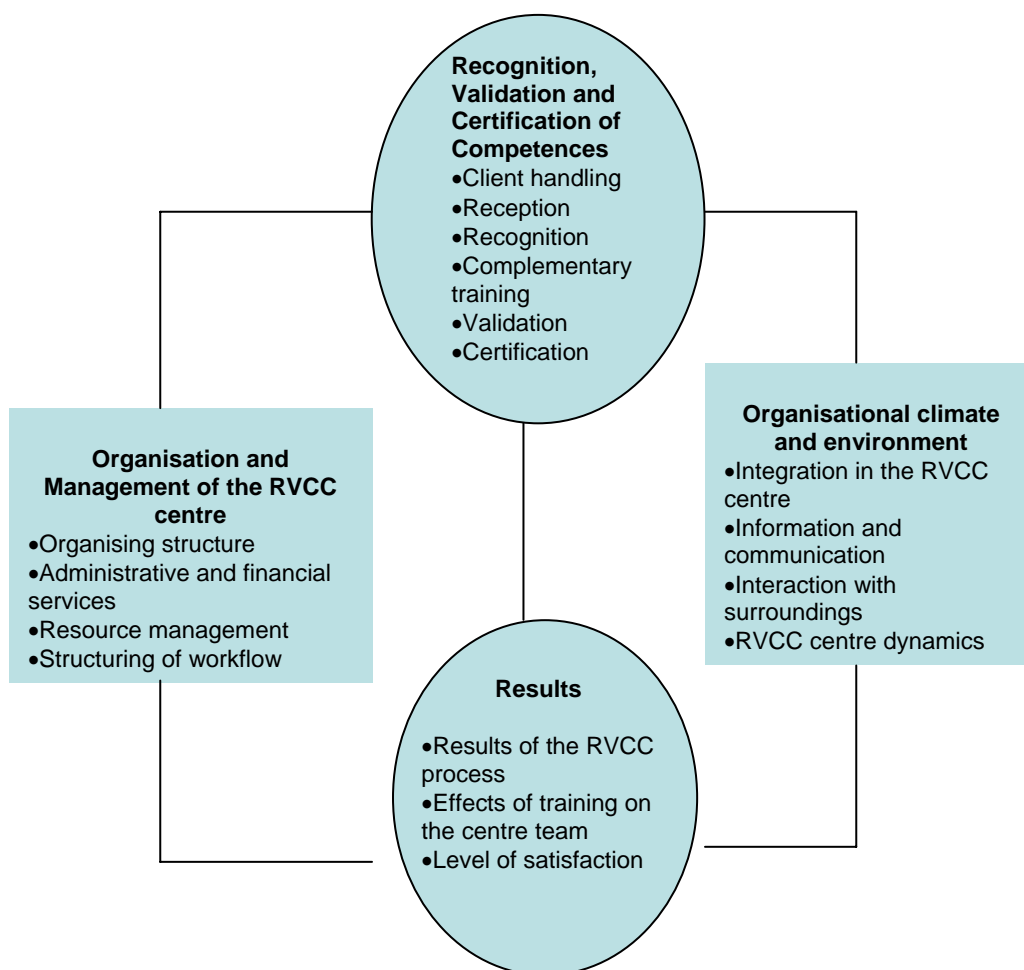 Recognition,
Validation and
Certification of
Competences
•Client handling
•Reception
•Recognition
•Complementary
training
•Validation
•Certification
Organisation and
Management of the RVCC
centre
•Organising structure
•Administrative and financial
services
•Resource management
•Structuring of workflow
Organisational climate
and environment
•Integration in the RVCC
centre
•Information and
communication
•Interaction with
surroundings
•RVCC centre dynamics
Results
•Results of the RVCC
process
•Effects of training on
the centre team
•Level of satisfaction